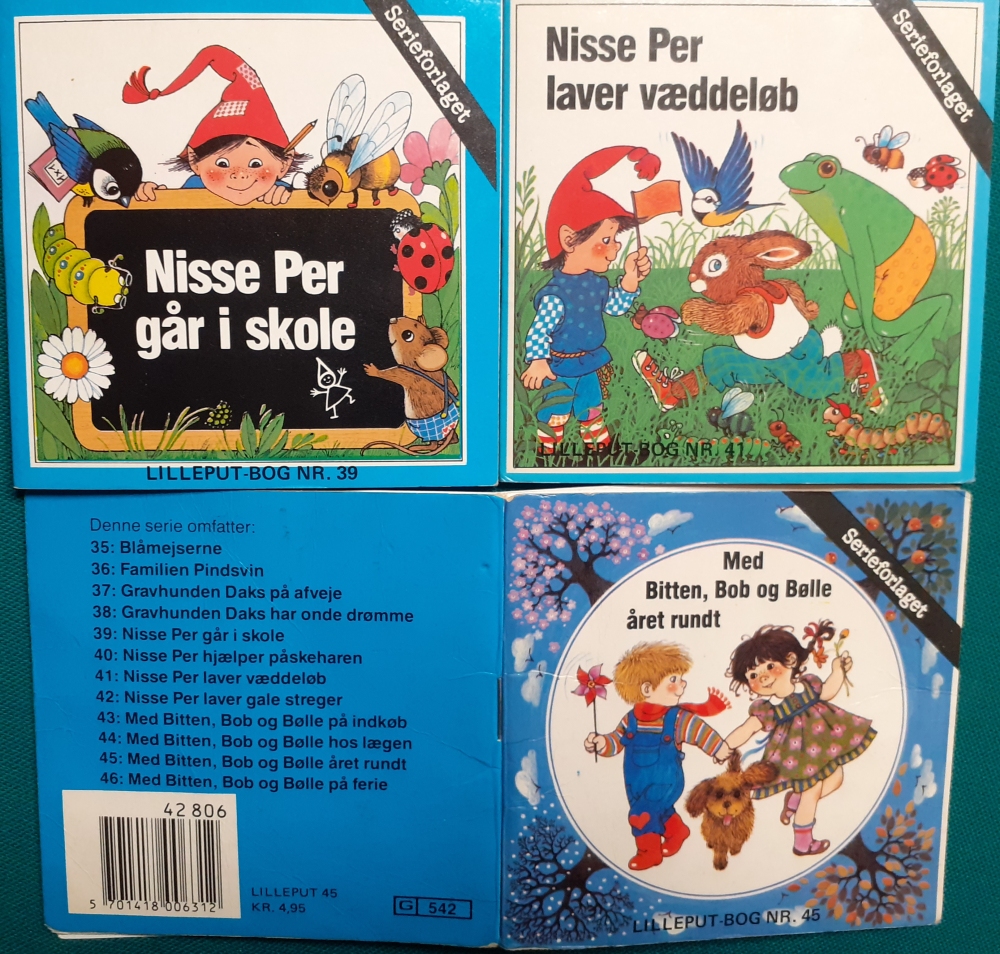 Serieforlaget
Nisse Per
går i skole
LILLEPUT-BOG NR. 39
Serieforlaget
Nisse Per
laver væddeløb
LILLEPUT-BOG NR. 41
Denne serie omfatter:
35: Blåmejserne
36: Familien Pindsvin
37: Gravhunden Daks på afveje
38: Gravhunden Daks har onde drømme
39: Nisse Per går i skole
40: Nisse Per hjælper påskeharen
41: Nisse Per laver væddeløb
42: Nisse Per laver gale streger
43: Med Bitten, Bob og Bølle på indkøb
44: Med Bitten, Bob og Bølle hos lægen
45: Med Bitten, Bob og Bølle året rundt
46: Med Bitten, Bob og Bølle på ferie
42 806
5 701418 006312
LILLEPUT 45
KR. 4,95
G 542
Serieforlaget
Med
Bitten, Bob og Bølle
året rundt
LILLEPUT-BOG NR. 45